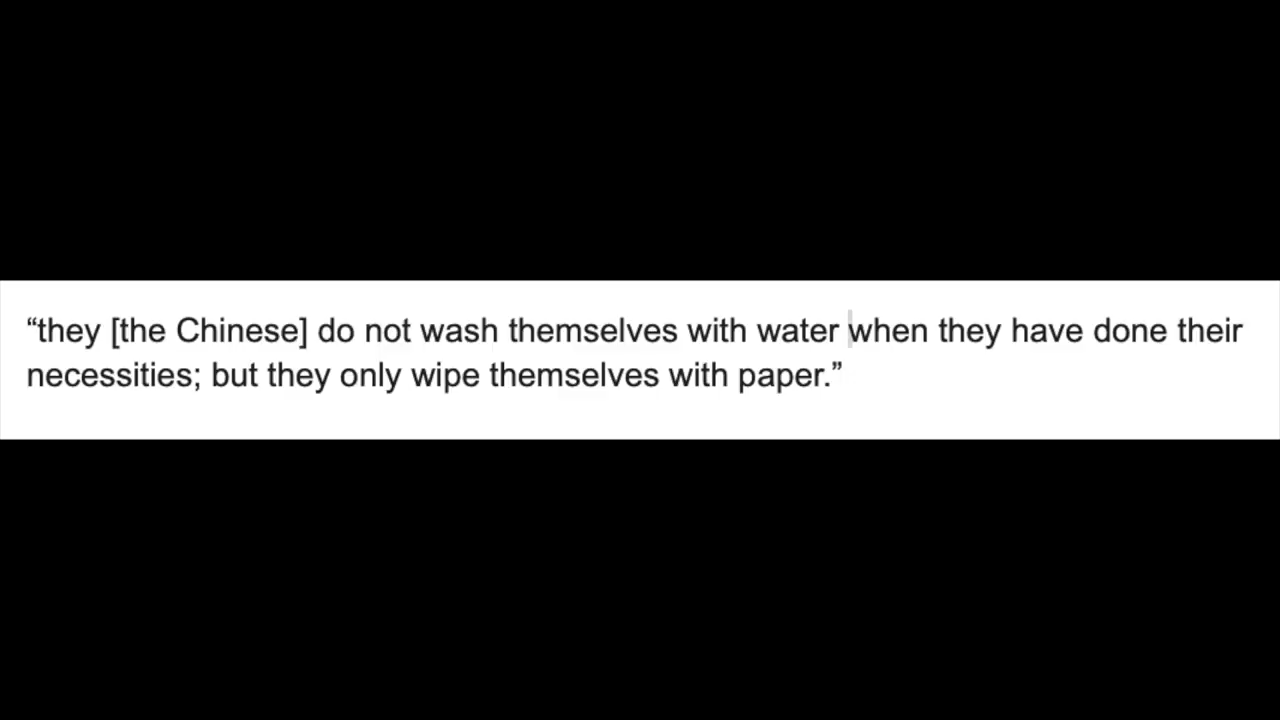 “they [the Chinese] do not wash themselves with water when they have done their
necessities; but they only wipe themselves with paper.”